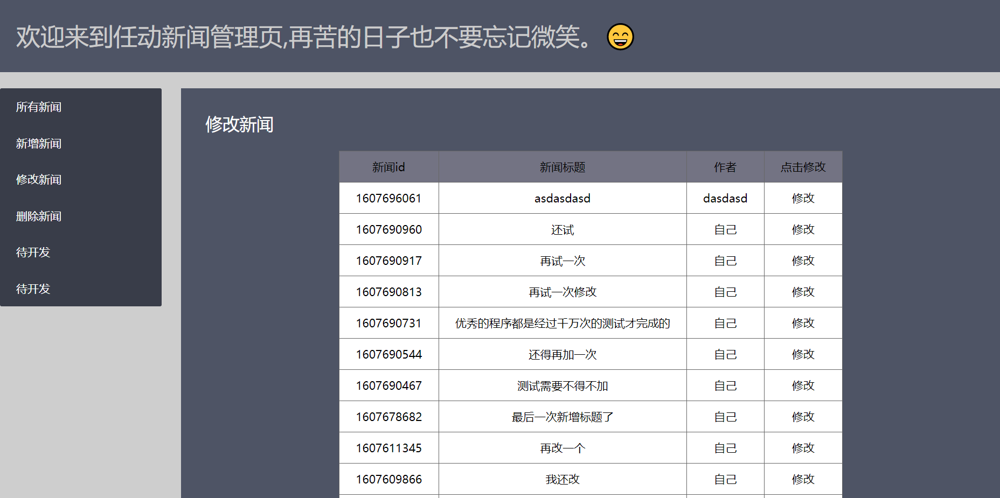 欢迎来到任动新闻管理页,再苦的日子也不要忘记微笑。
所有新闻
新增新闻
修改新闻
删除新闻
待开发
待开发
修改新闻
新闻id 新闻标题 作者 点击修改
1607696061 asdasdasd dasdasd 修改
1607690960 还试 自己 修改
1607690917 再试一次 自己 修改
1607690813 再试一次修改 自己 修改
1607690731 优秀的程序都是经过千万次的测试才完成的 自己 修改
1607690544 还得再加一次 自己 修改
1607690467 测试需要不得不加 自己 修改
1607678682 最后一次新增标题了 自己 修改
1607611345 再改一个 自己 修改
1607609866 我还改 自己 修改